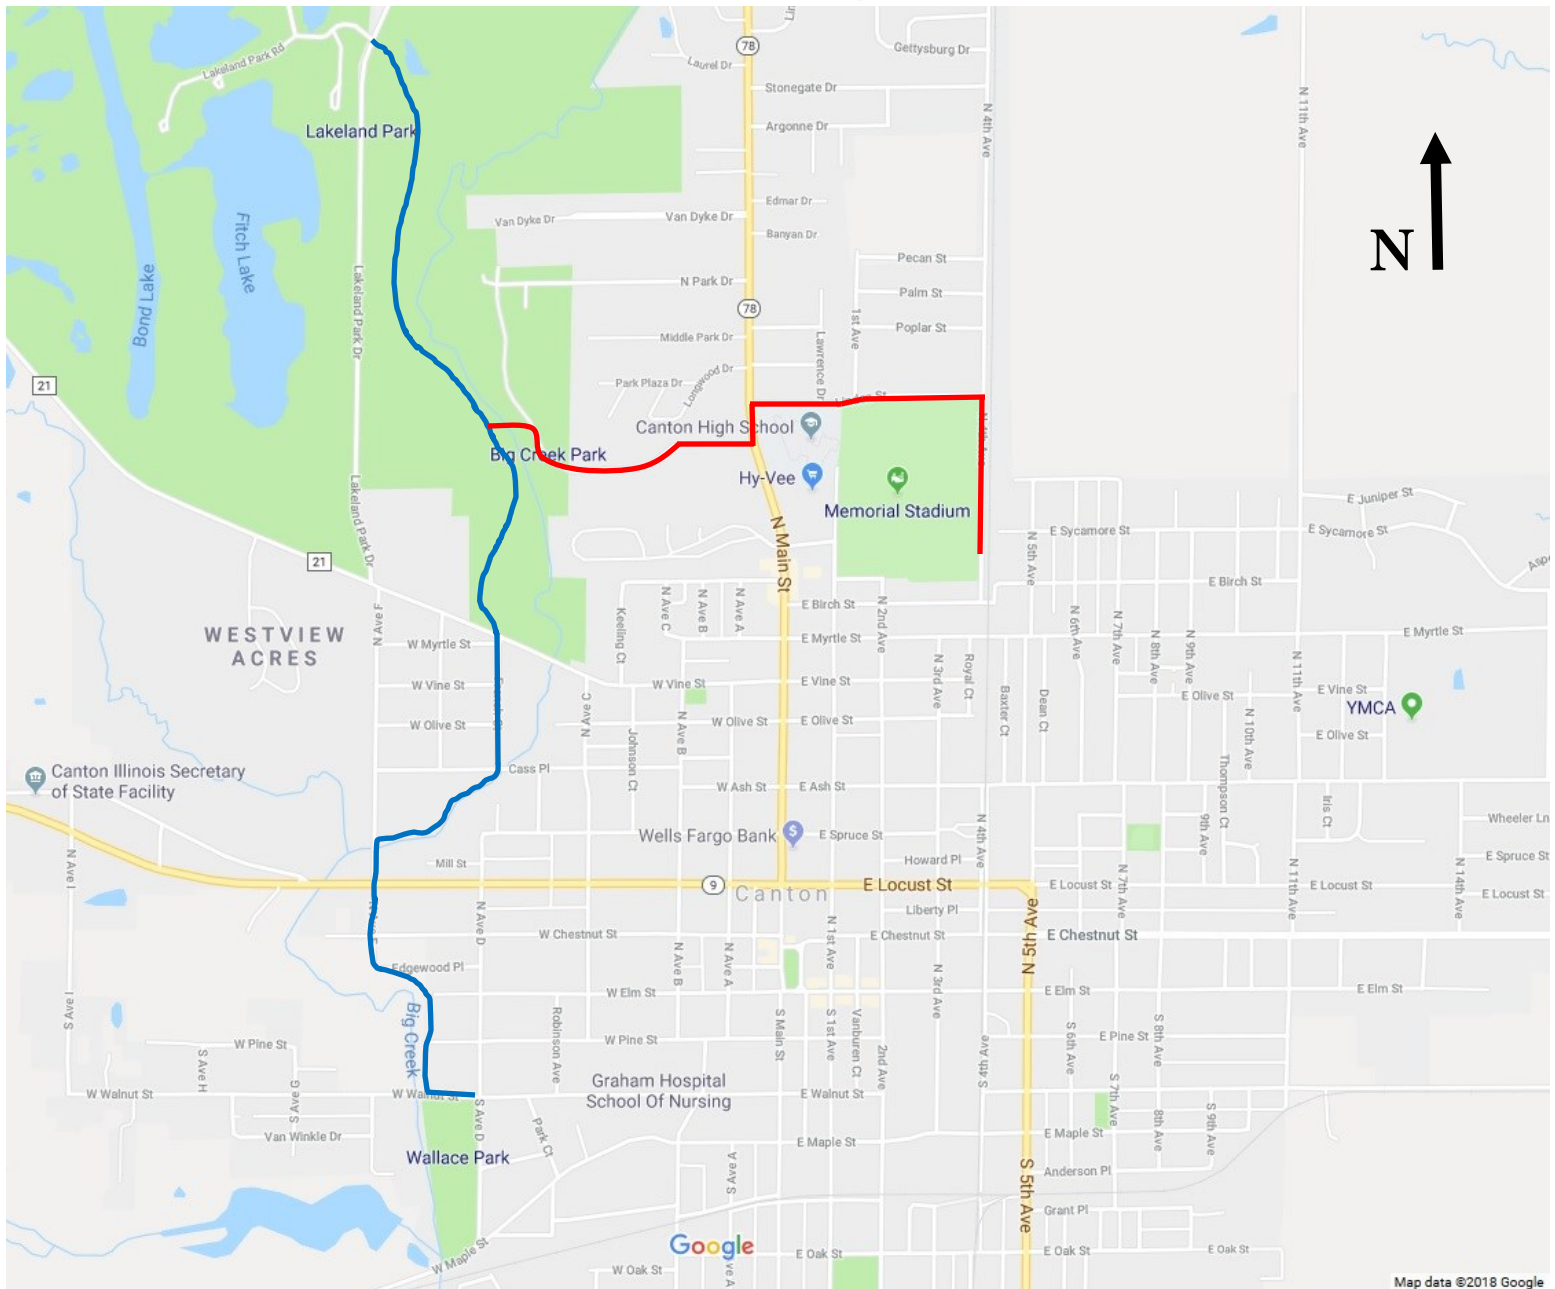 Gettysburg Dr
78
Laurel Dr
Lakeland Park Rd
Stonegate Dr
N 4th Ave
N 11th Ave
Lakeland Park
Argonne Dr
Edmar Dr
Van Dyke Dr
Van Dyke Dr
Banyan Dr
N
Fitch Lake
Bond Lake
Pecan St
Lakeland Park Dr
N Park Dr
Palm St
78
1st Ave
Poplar St
Middle Park Dr
Lawrence Dr
Longwood Dr
21
Park Plaza Dr
Canton High School
N 4th Ave
Big Creek Park
Hy-Vee
Lakeland Park Dr
E Juniper St
Memorial Stadium
N Main St
E Sycamore St
E Sycamore St
N 5th Ave
21
E Birch St
N Ave F
Keeling Ct
N Ave C
N Ave B
N Ave A
E Birch St
N 2nd Ave
N 6th Ave
N 7th Ave
WESTVIEW
ACRES
W Myrtle St
E Myrtle St
N 8th Ave
N 9th Ave
E Myrtle St
W Vine St
W Vine St
E Vine St
N 3rd Ave
Royal Ct
Baxter Ct
Dean Ct
E Olive St
N 11th Ave
E Vine St
YMCA
N Ave C
W Olive St
N Ave B
W Olive St
E Olive St
N 10th Ave
E Olive St
Johnson Ct
Canton Illinois Secretary
of State Facility
Cass Pl
W Ash St
E Ash St
Thompson Ct
Iris Ct
Wells Fargo Bank
E Spruce St
N 4th Ave
9th Ave
Wheeler Ln
Mill St
Howard Pl
E Spruce St
N Ave I
9
Canton
E Locust St
E Locust St
N 7th Ave
N 11th Ave
E Locust St
N 14th Ave
E Locust St
Liberty Pl
N Ave D
W Chestnut St
N 1st Ave
E Chestnut St
N 5th Ave
E Chestnut St
Edgewood Pl
N Ave B
N Ave A
N 3rd Ave
W Elm St
E Elm St
E Elm St
S Ave I
Big Creek
Robinson Ave
S Main St
S 1st Ave
Vanburen Ct
2nd Ave
S 4th Ave
S 6th Ave
E Pine St
S 8th Ave
W Pine St
W Pine St
S Ave H
S Ave G
Graham Hospital
School Of Nursing
S 7th Ave
W Walnut St
W Walnut St
E Walnut St
S Ave D
Park Ct
8th Ave
S 9th Ave
Van Winkle Dr
E Maple St
E Maple St
Wallace Park
S Ave A
S 5th Ave
Anderson Pl
Grant Pl
W Maple St
Google
E Oak St
E Oak St
E Oak St
W Oak St
Map data ©2018 Google